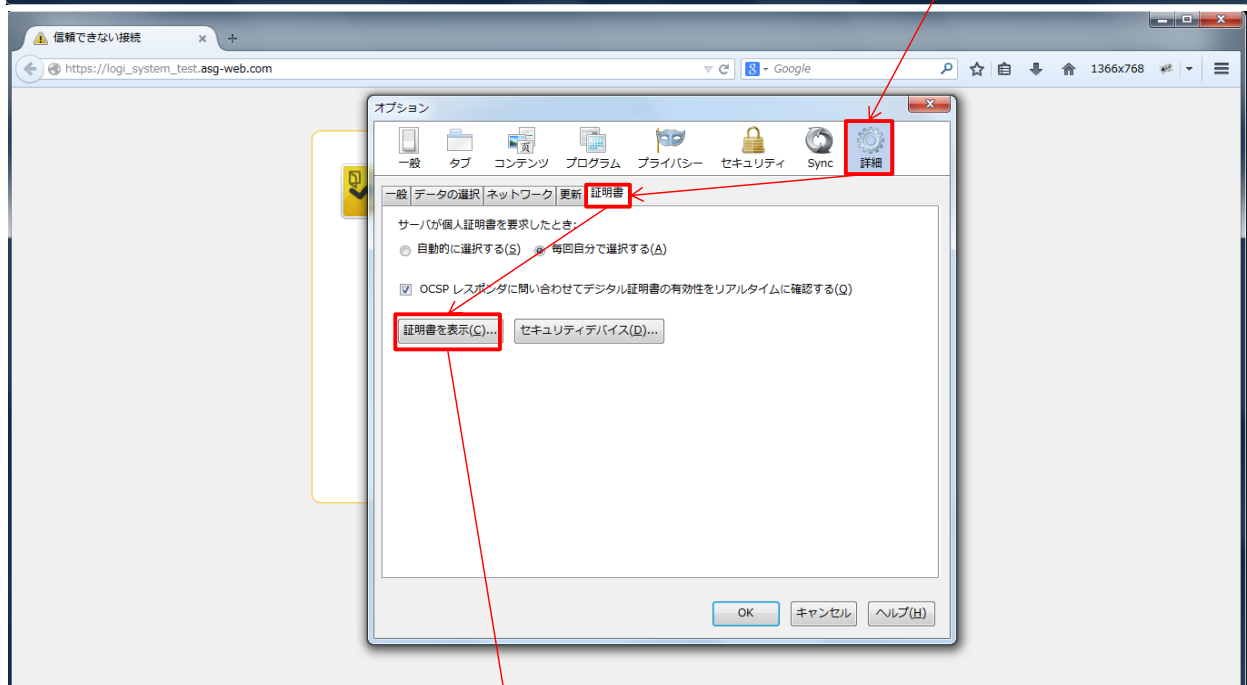 信頼できない接続
https://logi_system_test.asg-web.com
8 - Google
1366x768
オプション
一般 タブ コンテンツ プログラム プライバシー セキュリティ Sync 詳細
一般 データの選択 ネットワーク 更新 証明書
サーバが個人証明書を要求したとき:
自動的に選択する(S) 毎回自分で選択する(A)
OCSP レスポンダに問い合わせてデジタル証明書の有効性をリアルタイムに確認する(Q)
証明書を表示(C)... セキュリティデバイス(D)...
OK キャンセル ヘルプ(H)